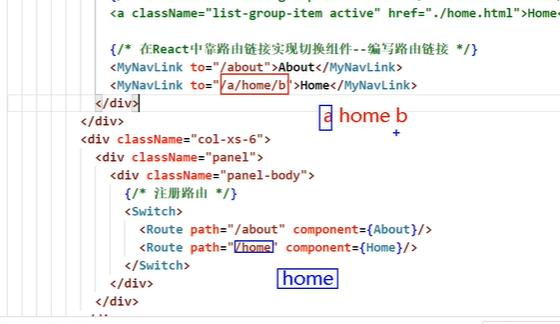 <a className="list-group-item active" href="./home.html">Home
{/* 在React中靠路由链接实现切换组件--编写路由链接 */}
<MyNavLink to="/about">About</MyNavLink>
<MyNavLink to="/a/home/b">Home</MyNavLink>
</div>
a home b
</div>
<div className="col-xs-6">
<div className="panel">
<div className="panel-body">
{/* 注册路由 */}
<Switch>
<Route path="/about" component={About}/>
<Route path="/home" component={Home}/>
</Switch>
home
</div>
</div>